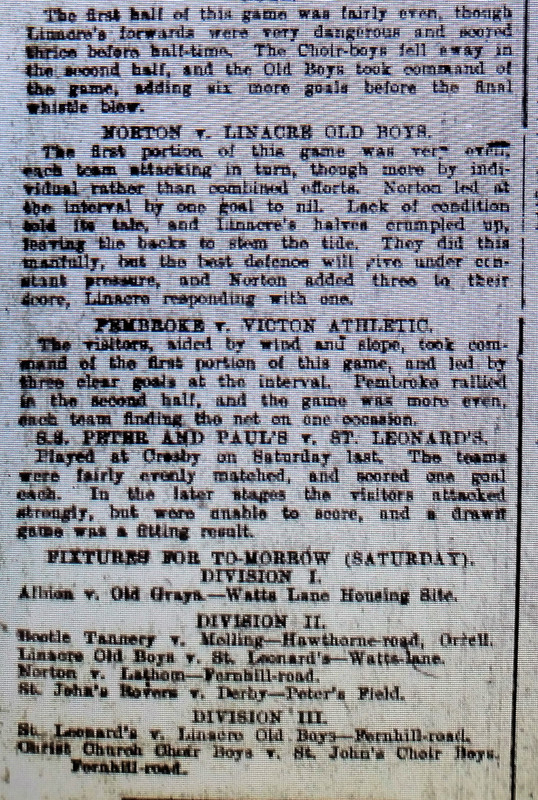 The first half of this game was fairly even, though
Linacre's forwards were very dangerous and scored
thrice before half-time. The Choir-boys fell away in
the second half, and the Old Boys took command of
the game, adding six more goals before the final
whistle blew.
NORTON v. LINACRE OLD BOYS.
The first portion of this game was very even,
each team attacking in turn, though more by indi-
vidual rather than combined efforts. Norton led at
the interval by one goal to nil. Lack of condition
told its tale, and Linacre's halves crumpled up,
leaving the backs to stem the tide. They did this
manfully, but the best defence will give under con-
stant pressure, and Norton added three to their
score, Linacre responding with one.
PEMBROKE v. VICTON ATHLETIC.
The visitors, aided by wind and slope, took com-
mand of the first portion of this game, and led by
three clear goals at the interval. Pembroke rallied
in the second half, and the game was more even,
each team finding the net on one occasion.
S.S. PETER AND PAUL'S v. ST. LEONARD'S.
Played at Crosby on Saturday last. The teams
were fairly evenly matched, and scored one goal
each. In the later stages the visitors attacked
strongly, but were unable to score, and a drawn
game was a fitting result.
FIXTURES FOR TO-MORROW (SATURDAY).
DIVISION I.
Albion v. Old Grays.—Watts Lane Housing Site.
DIVISION II.
Bootle Tannery v. Melling—Hawthorne-road, Orrell.
Linacre Old Boys v. St. Leonard's—Watts-lane.
Norton v. Lathom—Fernhill-road.
St. John's Rovers v. Derby—Peter's Field.
DIVISION III.
St. Leonard's v. Linacre Old Boys—Fernhill-road.
Christ Church Choir Boys v. St. John's Choir Boys.
Fernhill-road.